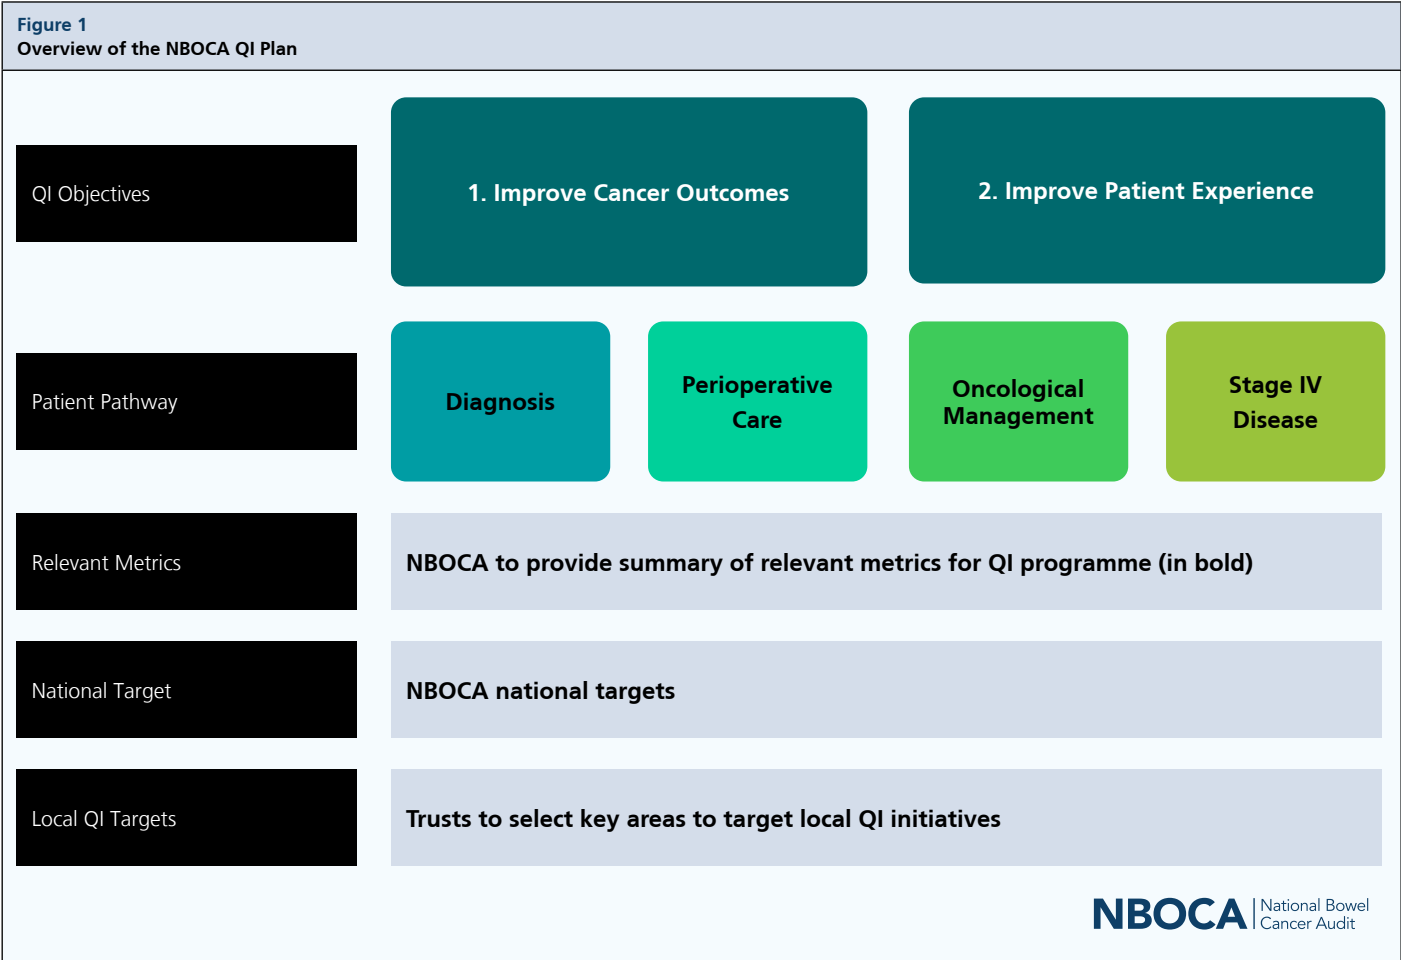 Figure 1
Overview of the NBOCA QI Plan
QI Objectives
1. Improve Cancer Outcomes
2. Improve Patient Experience
Patient Pathway
Diagnosis
Perioperative
Care
Oncological
Management
Stage IV
Disease
Relevant Metrics
NBOCA to provide summary of relevant metrics for QI programme (in bold)
National Target
NBOCA national targets
Local QI Targets
Trusts to select key areas to target local QI initiatives
NBOCA
National Bowel
Cancer Audit